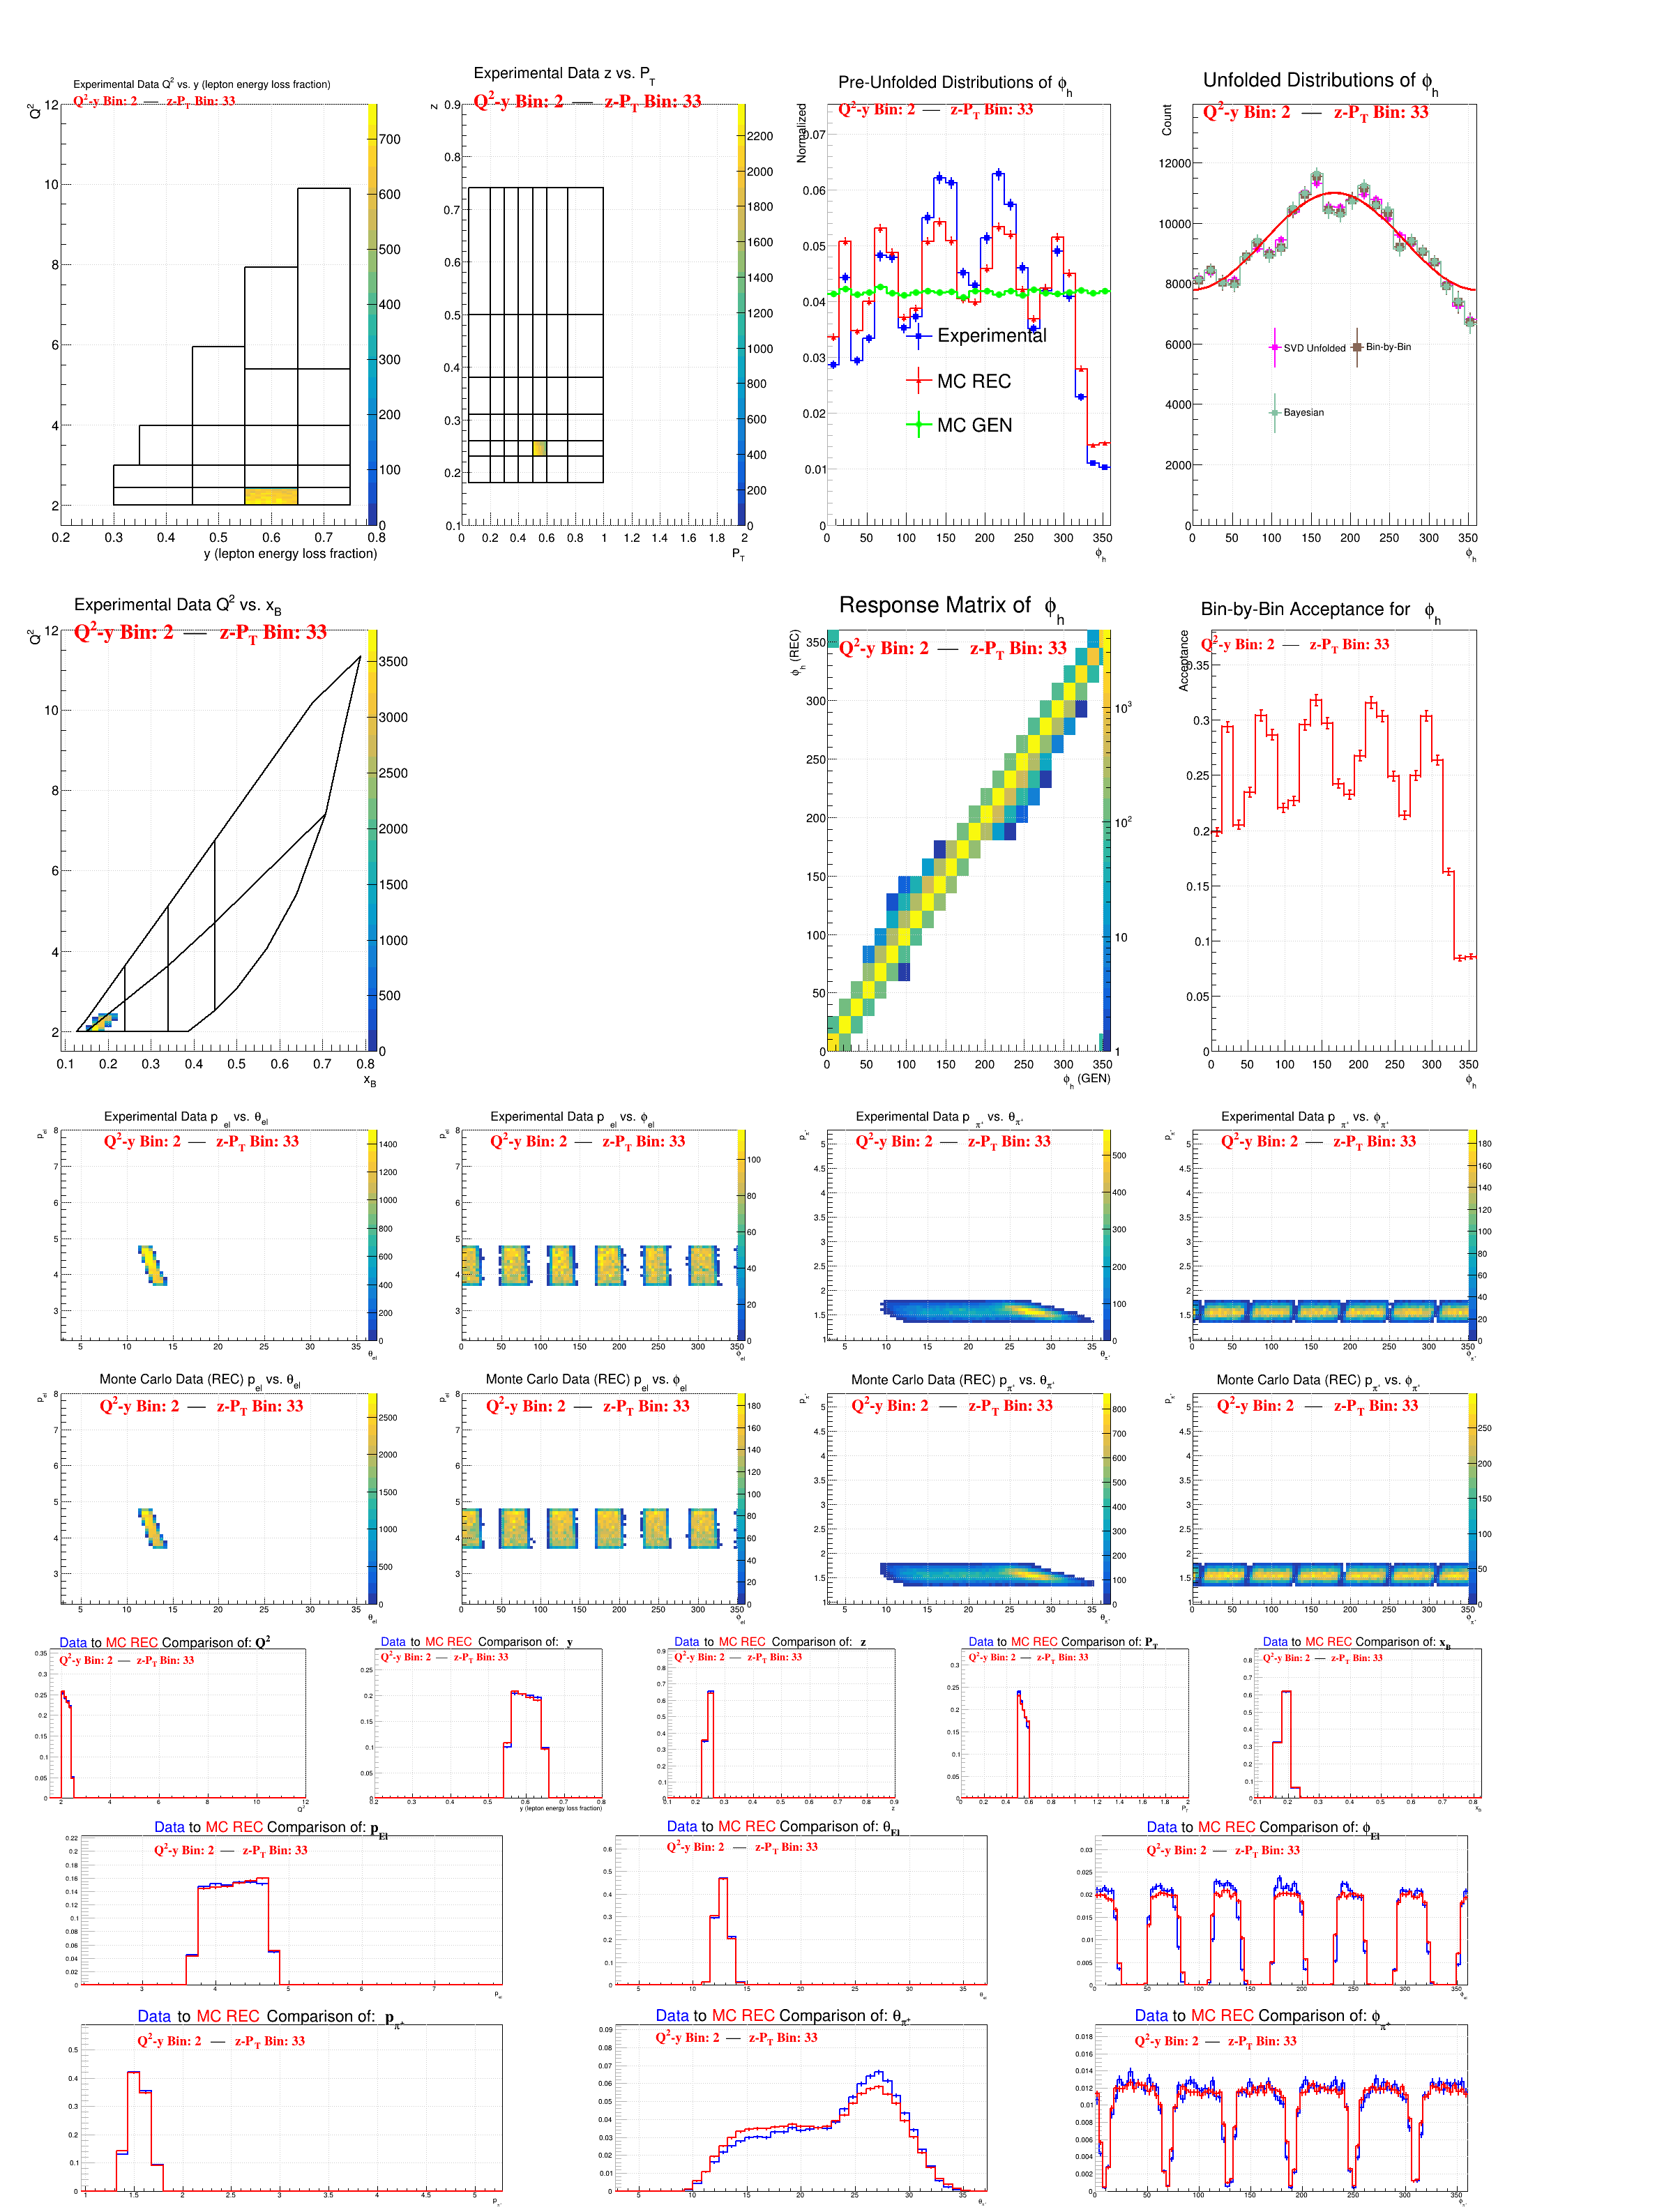 Experimental Data Q² vs. y (lepton energy loss fraction)
Q²-y Bin: 2 — z-P_T Bin: 33
Q²
y (lepton energy loss fraction)
Experimental Data z vs. P_T
Q²-y Bin: 2 — z-P_T Bin: 33
z
P_T
Pre-Unfolded Distributions of ϕ_h
Q²-y Bin: 2 — z-P_T Bin: 33
Normalized
Experimental
MC REC
MC GEN
ϕ_h
Unfolded Distributions of ϕ_h
Q²-y Bin: 2 — z-P_T Bin: 33
Count
SVD Unfolded
Bin-by-Bin
Bayesian
ϕ_h
Experimental Data Q² vs. x_B
Q²-y Bin: 2 — z-P_T Bin: 33
Q²
x_B
Response Matrix of ϕ_h
Q²-y Bin: 2 — z-P_T Bin: 33
ϕ_h (REC)
ϕ_h (GEN)
Bin-by-Bin Acceptance for ϕ_h
Q²-y Bin: 2 — z-P_T Bin: 33
Acceptance
ϕ_h
Experimental Data p_el vs. θ_el
Q²-y Bin: 2 — z-P_T Bin: 33
Experimental Data p_el vs. ϕ_el
Q²-y Bin: 2 — z-P_T Bin: 33
Experimental Data p_π⁺ vs. θ_π⁺
Q²-y Bin: 2 — z-P_T Bin: 33
Experimental Data p_π⁺ vs. ϕ_π⁺
Q²-y Bin: 2 — z-P_T Bin: 33
Monte Carlo Data (REC) p_el vs. θ_el
Q²-y Bin: 2 — z-P_T Bin: 33
Monte Carlo Data (REC) p_el vs. ϕ_el
Q²-y Bin: 2 — z-P_T Bin: 33
Monte Carlo Data (REC) p_π⁺ vs. θ_π⁺
Q²-y Bin: 2 — z-P_T Bin: 33
Monte Carlo Data (REC) p_π⁺ vs. ϕ_π⁺
Q²-y Bin: 2 — z-P_T Bin: 33
Data to MC REC Comparison of: Q²
Q²-y Bin: 2 — z-P_T Bin: 33
Data to MC REC Comparison of: y
Q²-y Bin: 2 — z-P_T Bin: 33
y (lepton energy loss fraction)
Data to MC REC Comparison of: z
Q²-y Bin: 2 — z-P_T Bin: 33
Data to MC REC Comparison of: P_T
Q²-y Bin: 2 — z-P_T Bin: 33
Data to MC REC Comparison of: x_B
Q²-y Bin: 2 — z-P_T Bin: 33
Data to MC REC Comparison of: p_El
Q²-y Bin: 2 — z-P_T Bin: 33
Data to MC REC Comparison of: θ_El
Q²-y Bin: 2 — z-P_T Bin: 33
Data to MC REC Comparison of: ϕ_El
Q²-y Bin: 2 — z-P_T Bin: 33
Data to MC REC Comparison of: p_π⁺
Q²-y Bin: 2 — z-P_T Bin: 33
Data to MC REC Comparison of: θ_π⁺
Q²-y Bin: 2 — z-P_T Bin: 33
Data to MC REC Comparison of: ϕ_π⁺
Q²-y Bin: 2 — z-P_T Bin: 33